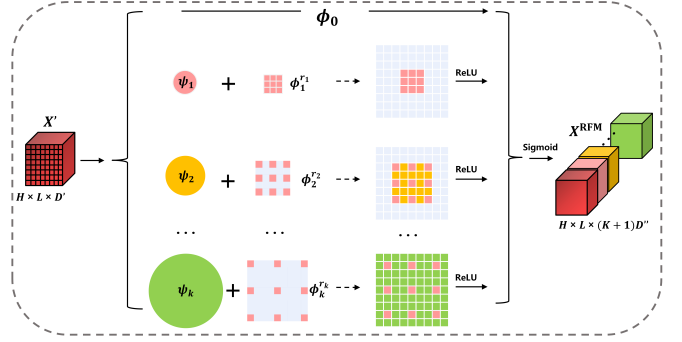 ϕ₀
ψ₁ + ϕ₁^{r₁} ReLU
X'
H × L × D'
ψ₂ + ϕ₂^{r₂} ReLU
Sigmoid
X^{RFM}
H × L × (K + 1)D''
... ... ...
ψₖ + ϕₖ^{rₖ} ReLU